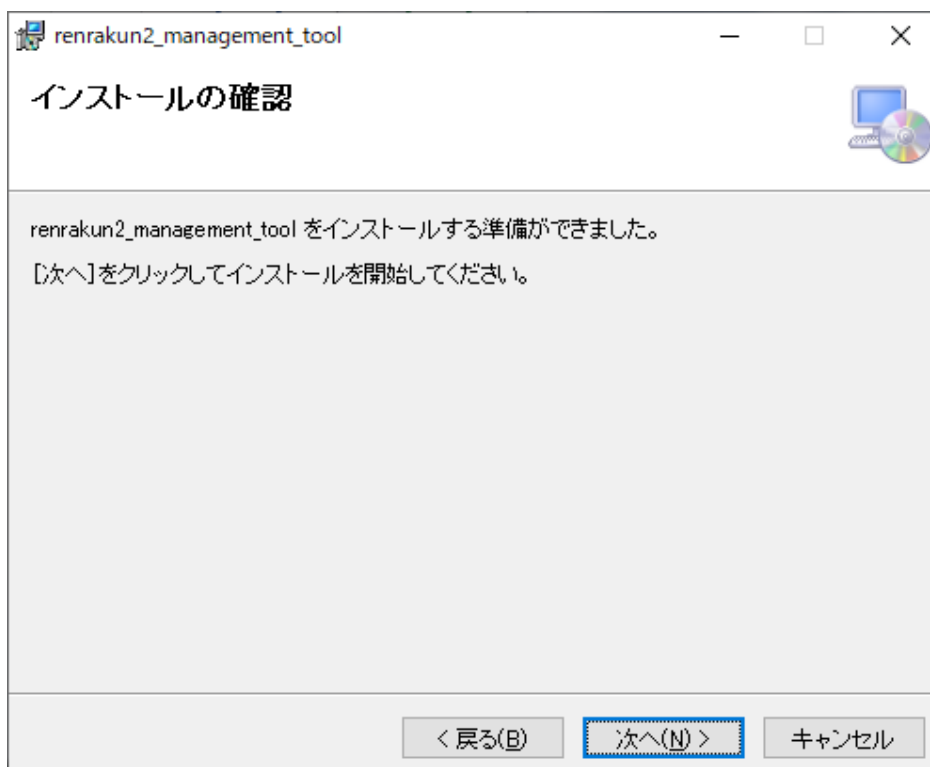 renrakun2_management_tool
インストールの確認
renrakun2_management_tool をインストールする準備ができました。
[次へ]をクリックしてインストールを開始してください。
< 戻る(B)
次へ(N) >
キャンセル